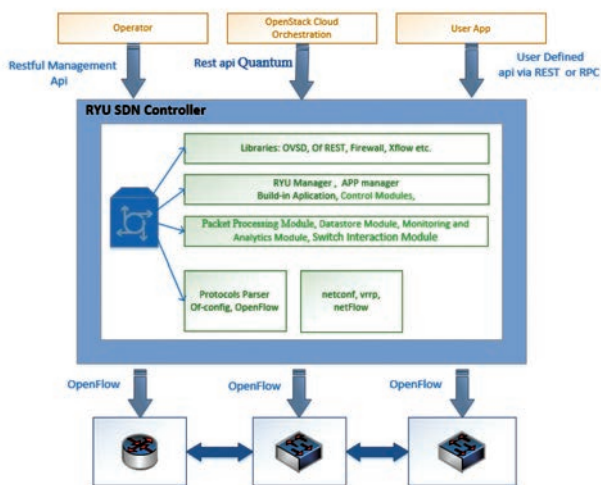 Operator
OpenStack Cloud
Orchestration
User App
Restful Management
Api
Rest api Quantum
User Defined
api via REST or RPC
RYU SDN Controller
Libraries: OVSD, Of REST, Firewall, Xflow etc.
RYU Manager , APP manager
Build-in Aplication, Control Modules,
Packet Processing Module, Datastore Module, Monitoring and
Analytics Module, Switch Interaction Module
Protocols Parser
Of-config, OpenFlow
netconf, vrrp,
netFlow
OpenFlow
OpenFlow
OpenFlow